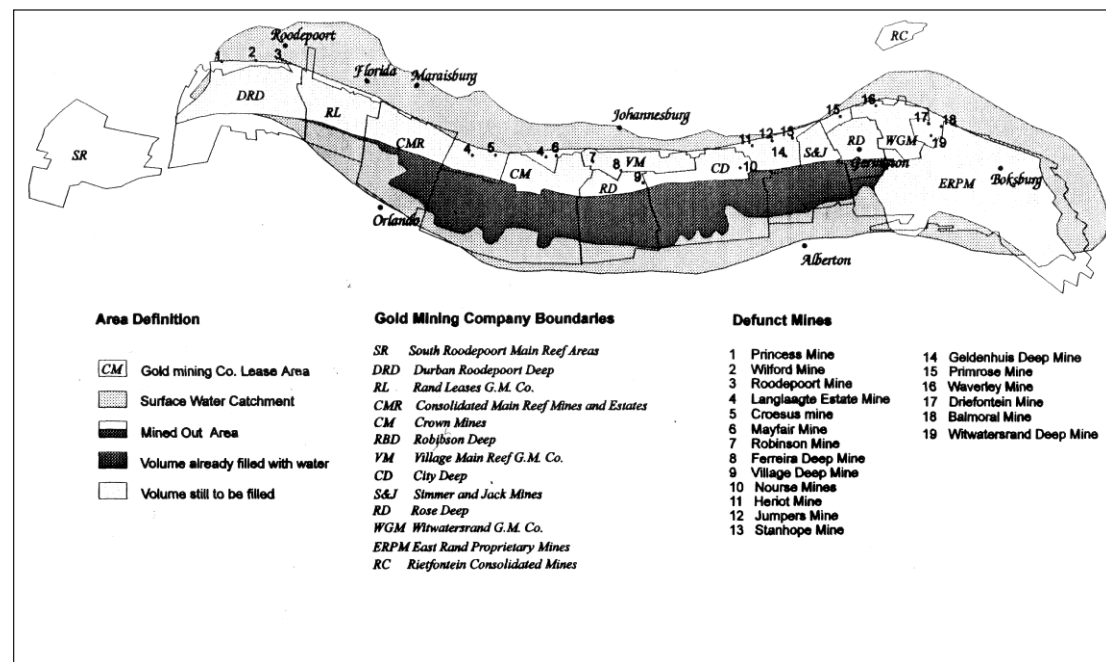 Roodepoort
RC
1 2 3
Florida
Maraisburg
DRD
RL
Johannesburg
15 16
17 18
SR
CMR
11 12 13
RD
WGM
19
4 5 4 6
7
VM
14
S&J
Germiston
CM
8
CD
10
Boksburg
RD
9
ERPM
Orlando
Alberton
Area Definition
CM Gold mining Co. Lease Area
Surface Water Catchment
Mined Out Area
Volume already filled with water
Volume still to be filled
Gold Mining Company Boundaries
SR South Roodepoort Main Reef Areas
DRD Durban Roodepoort Deep
RL Rand Leases G.M. Co.
CMR Consolidated Main Reef Mines and Estates
CM Crown Mines
RBD Robibson Deep
VM Village Main Reef G.M. Co.
CD City Deep
S&J Simmer and Jack Mines
RD Rose Deep
WGM Witwatersrand G.M. Co.
ERPM East Rand Proprietary Mines
RC Rietfontein Consolidated Mines
Defunct Mines
1 Princess Mine
2 Wilford Mine
3 Roodepoort Mine
4 Langlaagte Estate Mine
5 Croesus mine
6 Mayfair Mine
7 Robinson Mine
8 Ferreira Deep Mine
9 Village Deep Mine
10 Nourse Mines
11 Heriot Mine
12 Jumpers Mine
13 Stanhope Mine
14 Geldenhuis Deep Mine
15 Primrose Mine
16 Waverley Mine
17 Driefontein Mine
18 Balmoral Mine
19 Witwatersrand Deep Mine